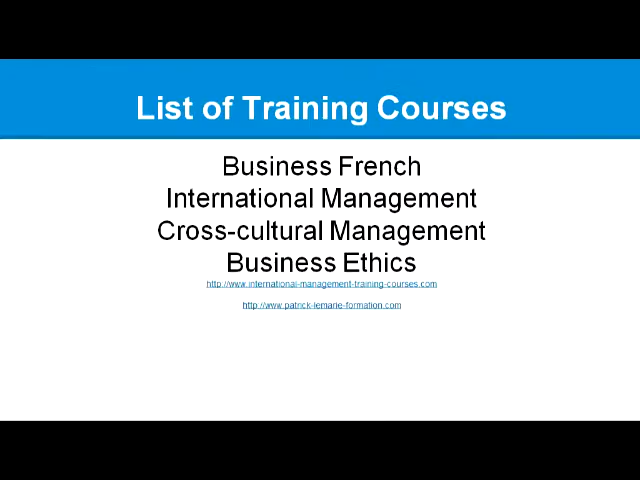 List of Training Courses
Business French
International Management
Cross-cultural Management
Business Ethics
http://www.international-management-training-courses.com
http://www.patrick-lemarie-formation.com